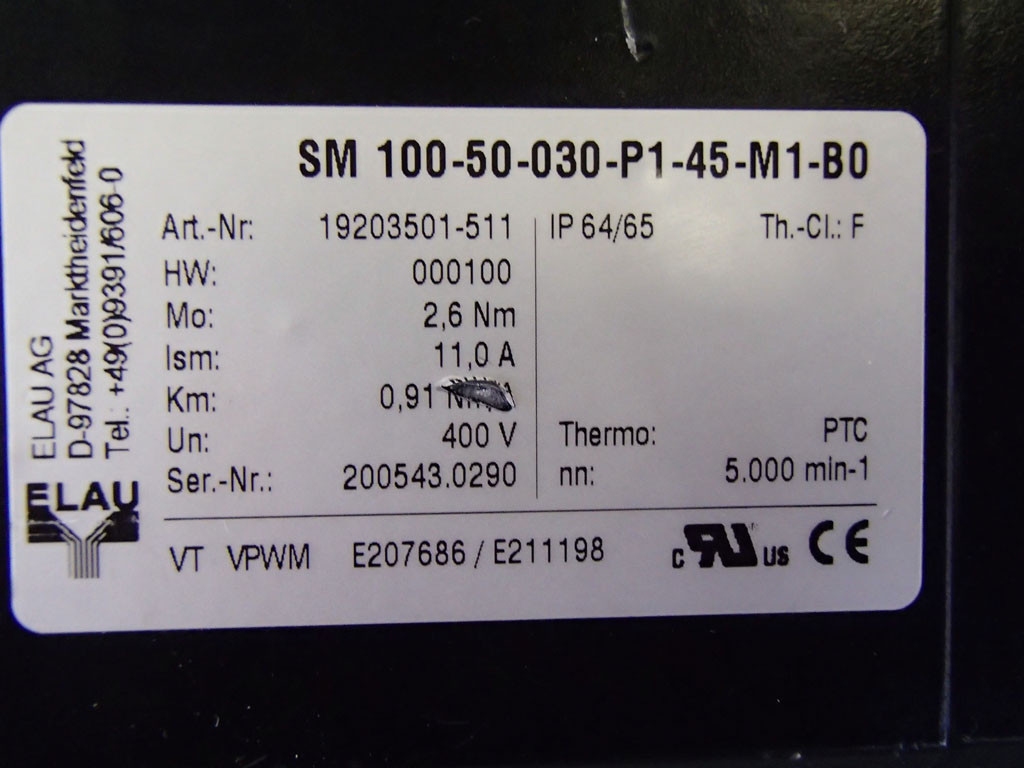 SM 100-50-030-P1-45-M1-B0
Art.-Nr: 19203501-511
IP 64/65 Th.-Cl.: F
HW: 000100
Mo: 2,6 Nm
Ism: 11,0 A
Km: 0,91
Un: 400 V
Thermo: PTC
Ser.-Nr.: 200543.0290
nn: 5.000 min-1
VT VPWM E207686 / E211198
c RU us CE
ELAU AG
D-97828 Marktheidenfeld
Tel.: +49(0)9391/606-0
ELAU